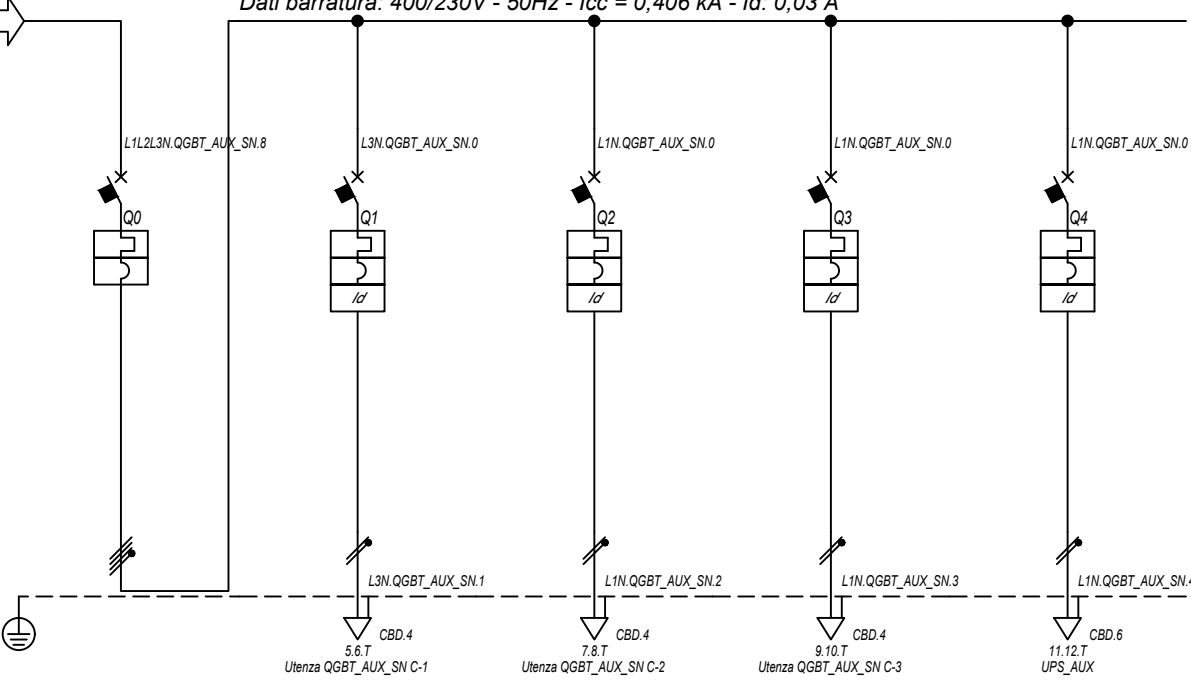 Dati barratura: 400/230V - 50Hz - Icc = 0,406 kA - Id: 0,03 A
L1L2L3N.QGBT_AUX_SN.8
L3N.QGBT_AUX_SN.0
L1N.QGBT_AUX_SN.0
L1N.QGBT_AUX_SN.0
L1N.QGBT_AUX_SN.0
Q0
Q1
Q2
Q3
Q4
Id
Id
Id
Id
L3N.QGBT_AUX_SN.1
L1N.QGBT_AUX_SN.2
L1N.QGBT_AUX_SN.3
L1N.QGBT_AUX_SN.4
CBD.4
CBD.4
CBD.4
CBD.6
5.6.T
7.8.T
9.10.T
11.12.T
Utenza QGBT_AUX_SN C-1
Utenza QGBT_AUX_SN C-2
Utenza QGBT_AUX_SN C-3
UPS_AUX